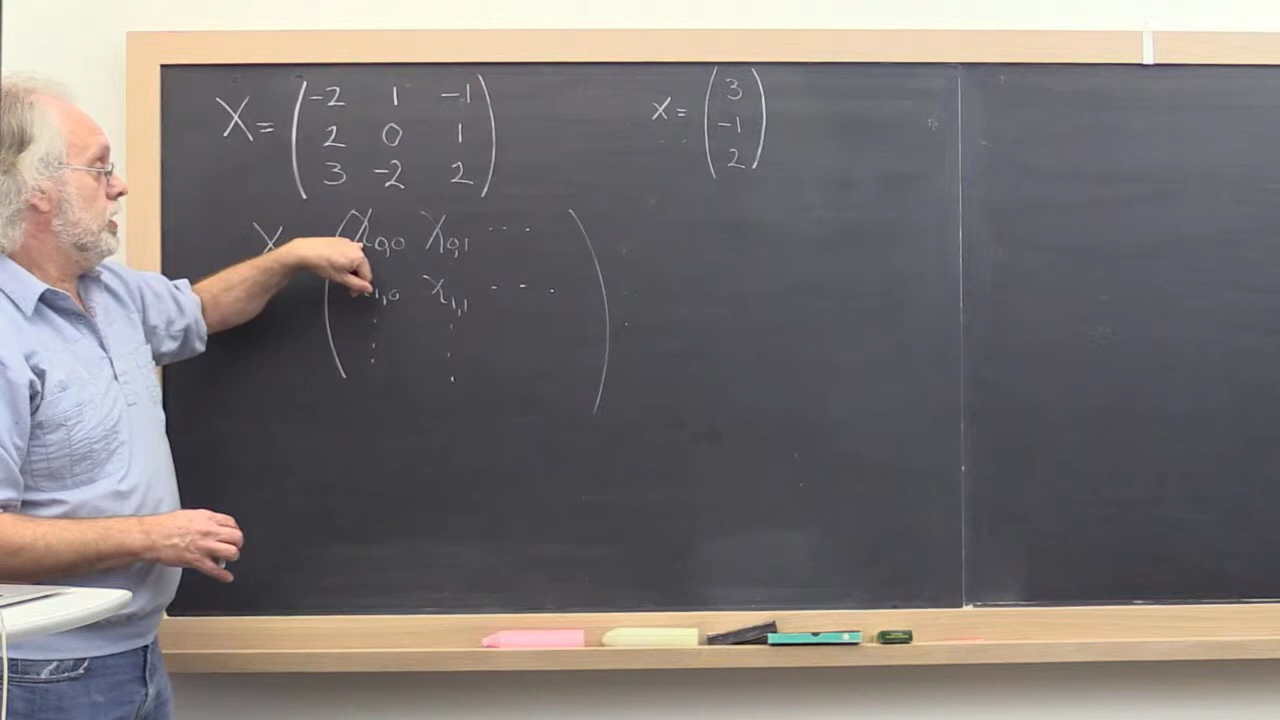 X = ( -2 1 -1
2 0 1
3 -2 2 )
x = ( 3
-1
2 )
X ( χ0,0 χ0,1 ...
1,0 χ1,1 ...
⋮ ⋮ )